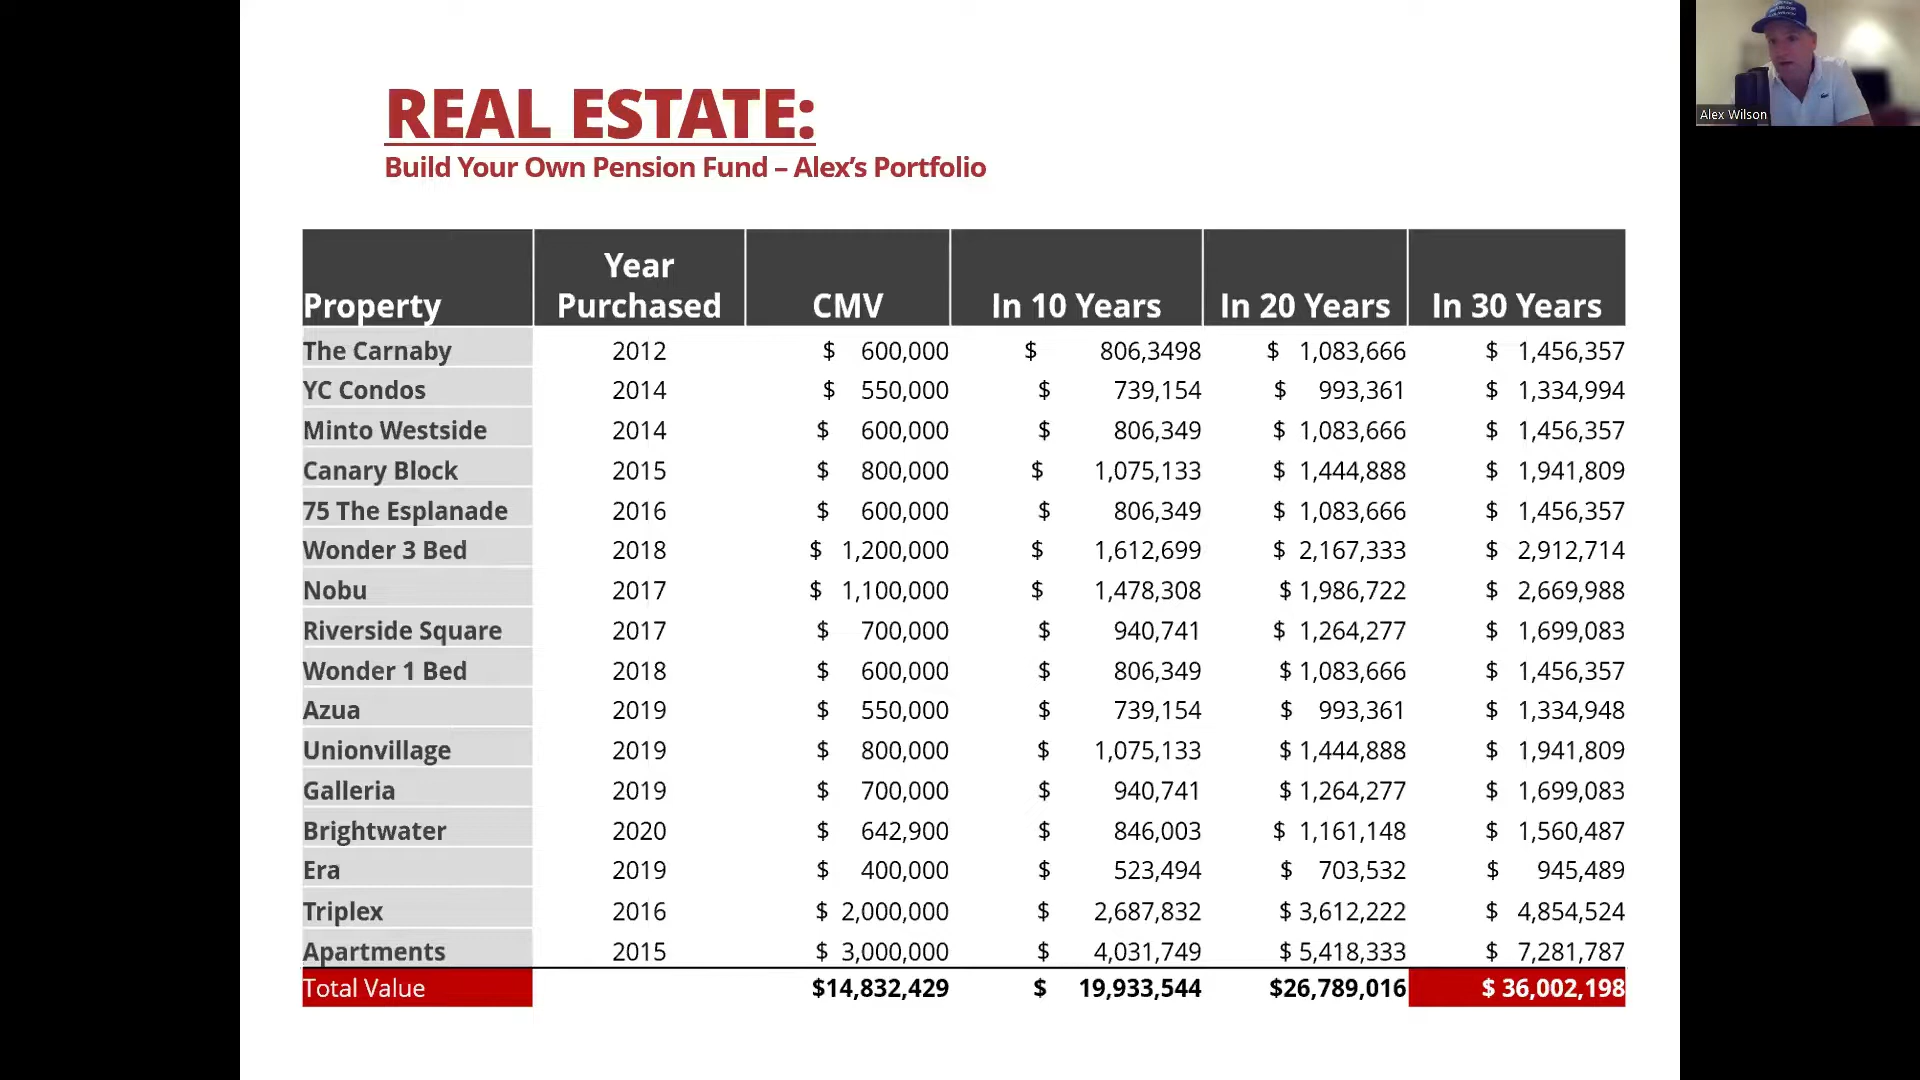 REAL ESTATE:
Build Your Own Pension Fund – Alex's Portfolio
Alex Wilson
Property Year Purchased CMV In 10 Years In 20 Years In 30 Years
The Carnaby 2012 $ 600,000 $ 806,3498 $ 1,083,666 $ 1,456,357
YC Condos 2014 $ 550,000 $ 739,154 $ 993,361 $ 1,334,994
Minto Westside 2014 $ 600,000 $ 806,349 $ 1,083,666 $ 1,456,357
Canary Block 2015 $ 800,000 $ 1,075,133 $ 1,444,888 $ 1,941,809
75 The Esplanade 2016 $ 600,000 $ 806,349 $ 1,083,666 $ 1,456,357
Wonder 3 Bed 2018 $ 1,200,000 $ 1,612,699 $ 2,167,333 $ 2,912,714
Nobu 2017 $ 1,100,000 $ 1,478,308 $ 1,986,722 $ 2,669,988
Riverside Square 2017 $ 700,000 $ 940,741 $ 1,264,277 $ 1,699,083
Wonder 1 Bed 2018 $ 600,000 $ 806,349 $ 1,083,666 $ 1,456,357
Azua 2019 $ 550,000 $ 739,154 $ 993,361 $ 1,334,948
Unionvillage 2019 $ 800,000 $ 1,075,133 $ 1,444,888 $ 1,941,809
Galleria 2019 $ 700,000 $ 940,741 $ 1,264,277 $ 1,699,083
Brightwater 2020 $ 642,900 $ 846,003 $ 1,161,148 $ 1,560,487
Era 2019 $ 400,000 $ 523,494 $ 703,532 $ 945,489
Triplex 2016 $ 2,000,000 $ 2,687,832 $ 3,612,222 $ 4,854,524
Apartments 2015 $ 3,000,000 $ 4,031,749 $ 5,418,333 $ 7,281,787
Total Value $14,832,429 $ 19,933,544 $26,789,016 $ 36,002,198